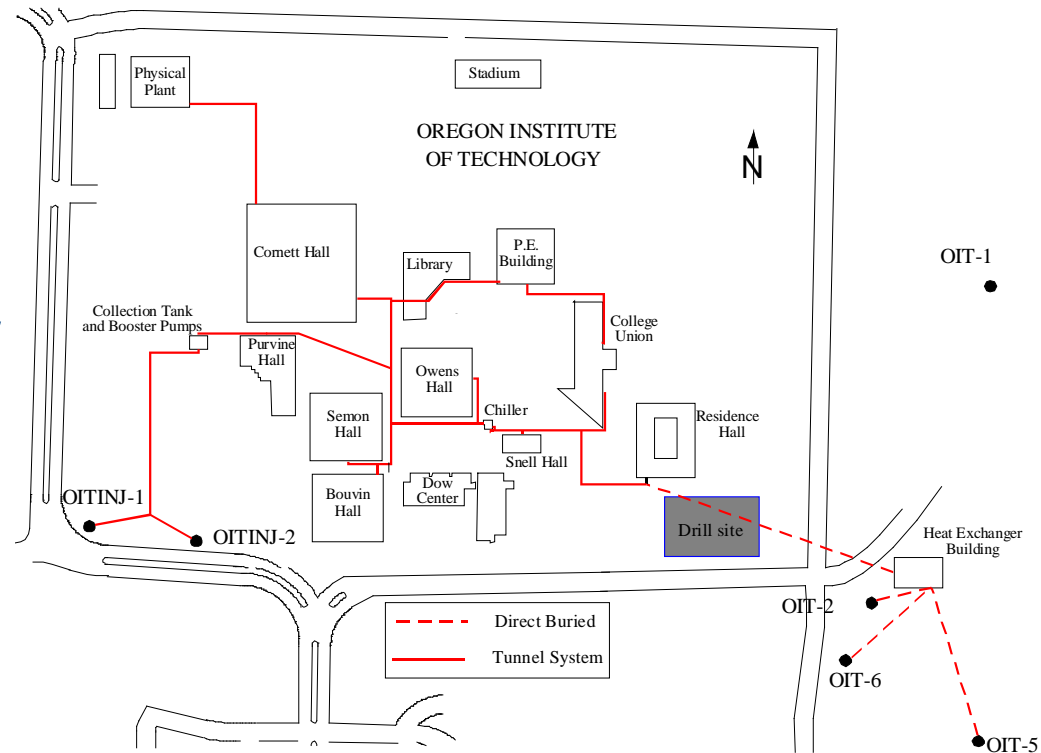 Physical
Plant
Stadium
OREGON INSTITUTE
OF TECHNOLOGY
N
Cornett Hall
Library
P.E.
Building
OIT-1
Collection Tank
and Booster Pumps
Purvine
Hall
College
Union
Owens
Hall
Semon
Hall
Chiller
Residence
Hall
Snell Hall
Bouvin
Hall
Dow
Center
OITINJ-1
OITINJ-2
Drill site
Heat Exchanger
Building
OIT-2
Direct Buried
Tunnel System
OIT-6
OIT-5